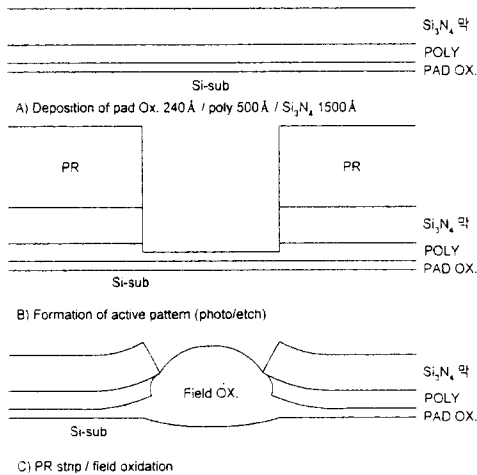 Si₃N₄ 막
POLY
PAD OX.
Si-sub
A) Deposition of pad Ox. 240Å / poly 500Å / Si₃N₄ 1500Å
PR
PR
Si₃N₄ 막
POLY
PAD OX.
Si-sub
B) Formation of active pattern (photo/etch)
Si₃N₄ 막
Field OX.
POLY
PAD OX.
Si-sub
C) PR strip / field oxidation